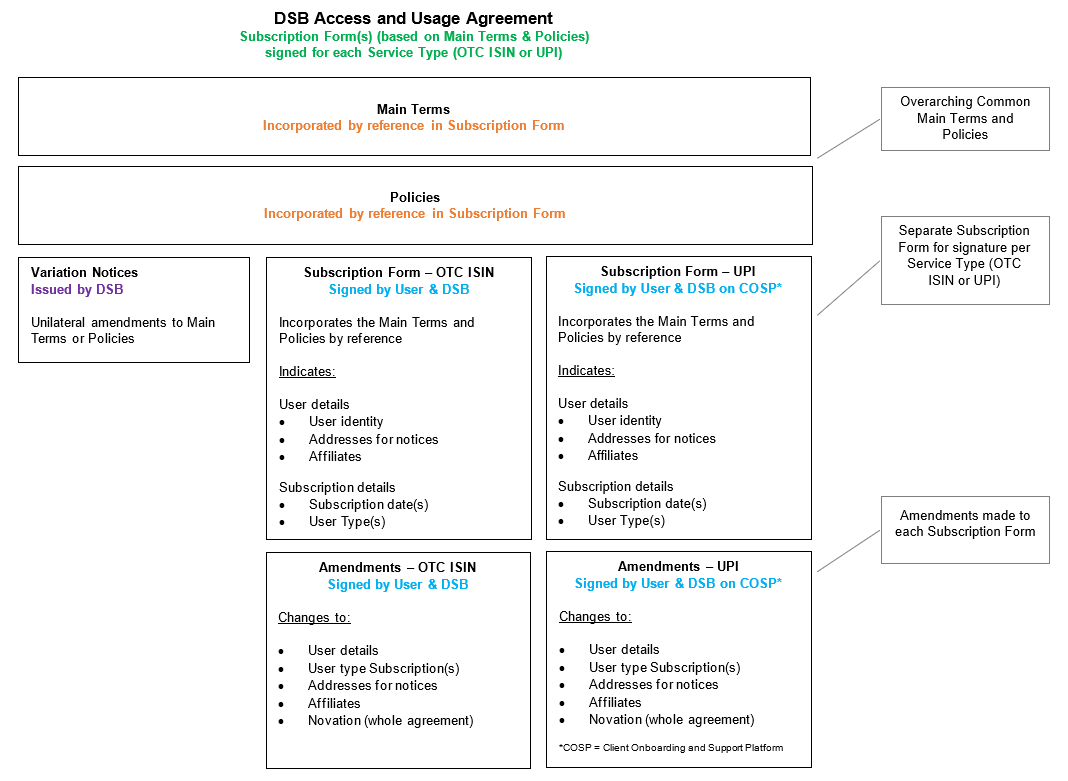 DSB Access and Usage Agreement
Subscription Form(s) (based on Main Terms & Policies)
signed for each Service Type (OTC ISIN or UPI)
Main Terms
Incorporated by reference in Subscription Form
Overarching Common
Main Terms and
Policies
Policies
Incorporated by reference in Subscription Form
Separate Subscription
Form for signature per
Service Type (OTC
ISIN or UPI)
Variation Notices
Issued by DSB
Unilateral amendments to Main
Terms or Policies
Subscription Form – OTC ISIN
Signed by User & DSB
Incorporates the Main Terms and
Policies by reference
Indicates:
User details
• User identity
• Addresses for notices
• Affiliates
Subscription details
• Subscription date(s)
• User Type(s)
Subscription Form – UPI
Signed by User & DSB on COSP*
Incorporates the Main Terms and
Policies by reference
Indicates:
User details
• User identity
• Addresses for notices
• Affiliates
Subscription details
• Subscription date(s)
• User Type(s)
Amendments made to
each Subscription Form
Amendments – OTC ISIN
Signed by User & DSB
Changes to:
• User details
• User type Subscription(s)
• Addresses for notices
• Affiliates
• Novation (whole agreement)
Amendments – UPI
Signed by User & DSB on COSP*
Changes to:
• User details
• User type Subscription(s)
• Addresses for notices
• Affiliates
• Novation (whole agreement)
*COSP = Client Onboarding and Support Platform